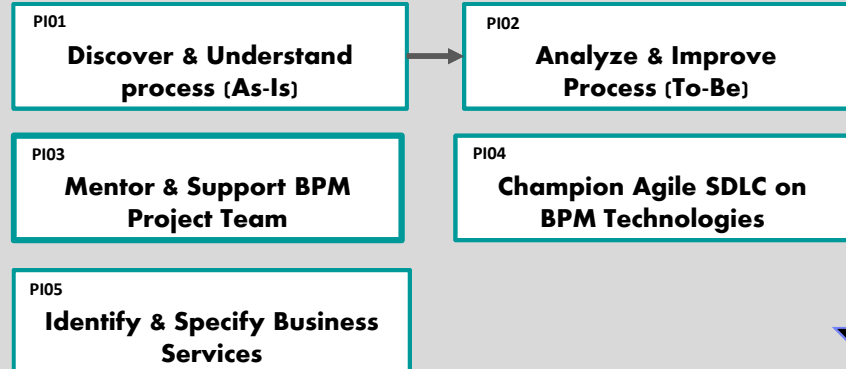 PI01
Discover & Understand
process (As-Is)
PI02
Analyze & Improve
Process (To-Be)
PI03
Mentor & Support BPM
Project Team
PI04
Champion Agile SDLC on
BPM Technologies
PI05
Identify & Specify Business
Services